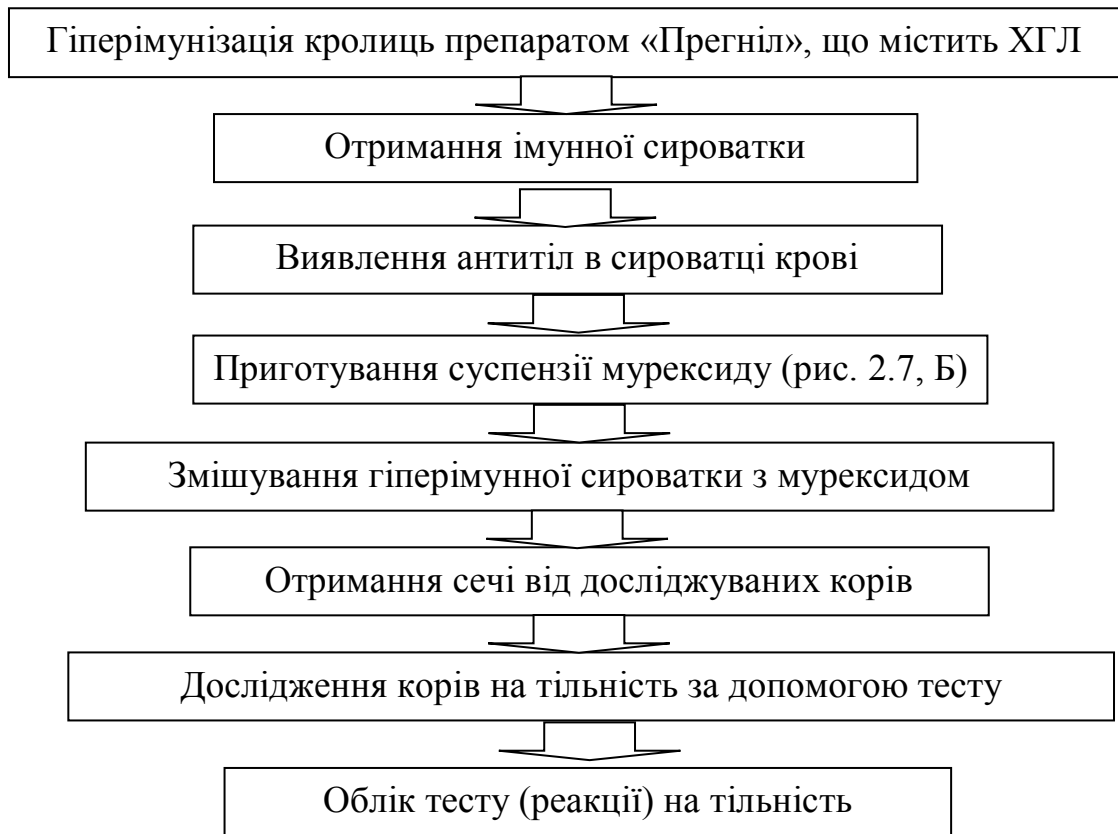 Гіперімунізація кролиць препаратом «Прегніл», що містить ХГЛ
Отримання імунної сироватки
Виявлення антитіл в сироватці крові
Приготування суспензії мурексиду (рис. 2.7, Б)
Змішування гіперімунної сироватки з мурексидом
Отримання сечі від досліджуваних корів
Дослідження корів на тільність за допомогою тесту
Облік тесту (реакції) на тільність